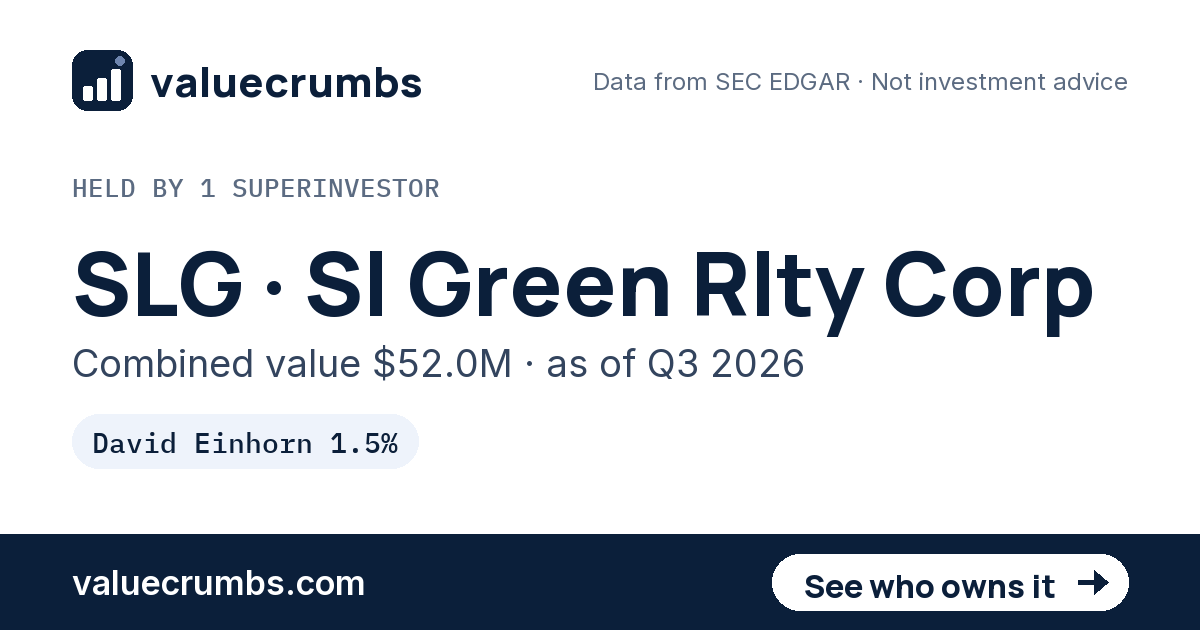 valuecrumbs
Data from SEC EDGAR · Not investment advice
HELD BY 1 SUPERINVESTOR
SLG · Sl Green Rlty Corp
Combined value $52.0M · as of Q3 2026
David Einhorn 1.5%
valuecrumbs.com
See who owns it →